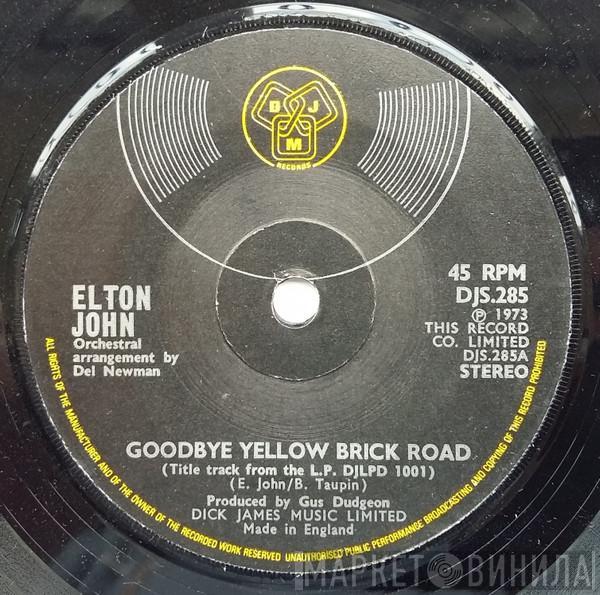 D J
M
RECORDS
ELTON
JOHN
Orchestral
arrangement by
Del Newman
45 RPM
DJS.285
Ⓟ 1973
THIS RECORD
CO. LIMITED
DJS.285A
STEREO
GOODBYE YELLOW BRICK ROAD
(Title track from the L.P. DJLPD 1001)
(E. John/B. Taupin)
Produced by Gus Dudgeon
DICK JAMES MUSIC LIMITED
Made in England
ALL RIGHTS OF THE MANUFACTURER AND OF THE OWNER OF THE RECORDED WORK RESERVED UNAUTHORISED PUBLIC PERFORMANCE BROADCASTING AND COPYING OF THIS RECORD PROHIBITED
МАРКЕТ ВИНИЛА